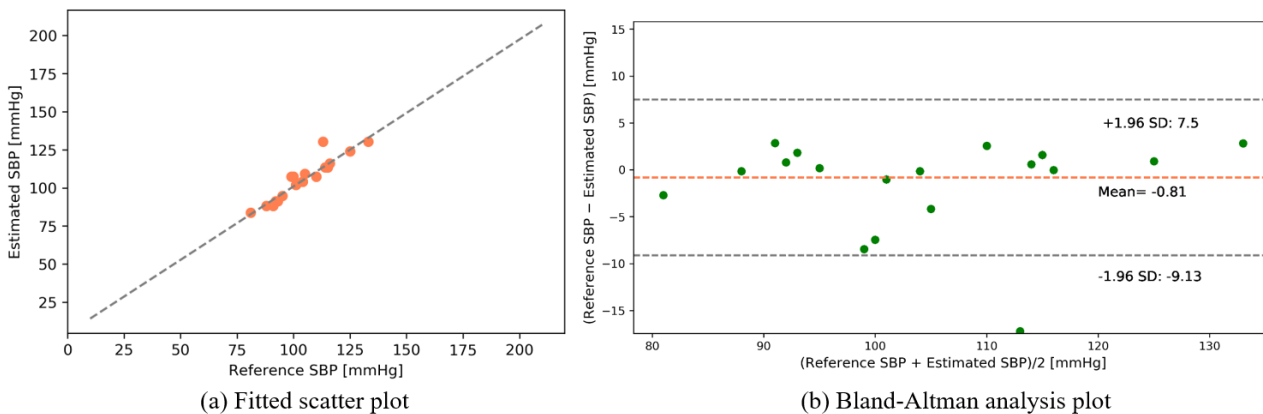 200
175
150
125
100
75
50
25
Estimated SBP [mmHg]
0 25 50 75 100 125 150 175 200
Reference SBP [mmHg]
(a) Fitted scatter plot
15
10
5
0
−5
−10
−15
(Reference SBP − Estimated SBP) [mmHg]
+1.96 SD: 7.5
Mean= -0.81
-1.96 SD: -9.13
80 90 100 110 120 130
(Reference SBP + Estimated SBP)/2 [mmHg]
(b) Bland-Altman analysis plot